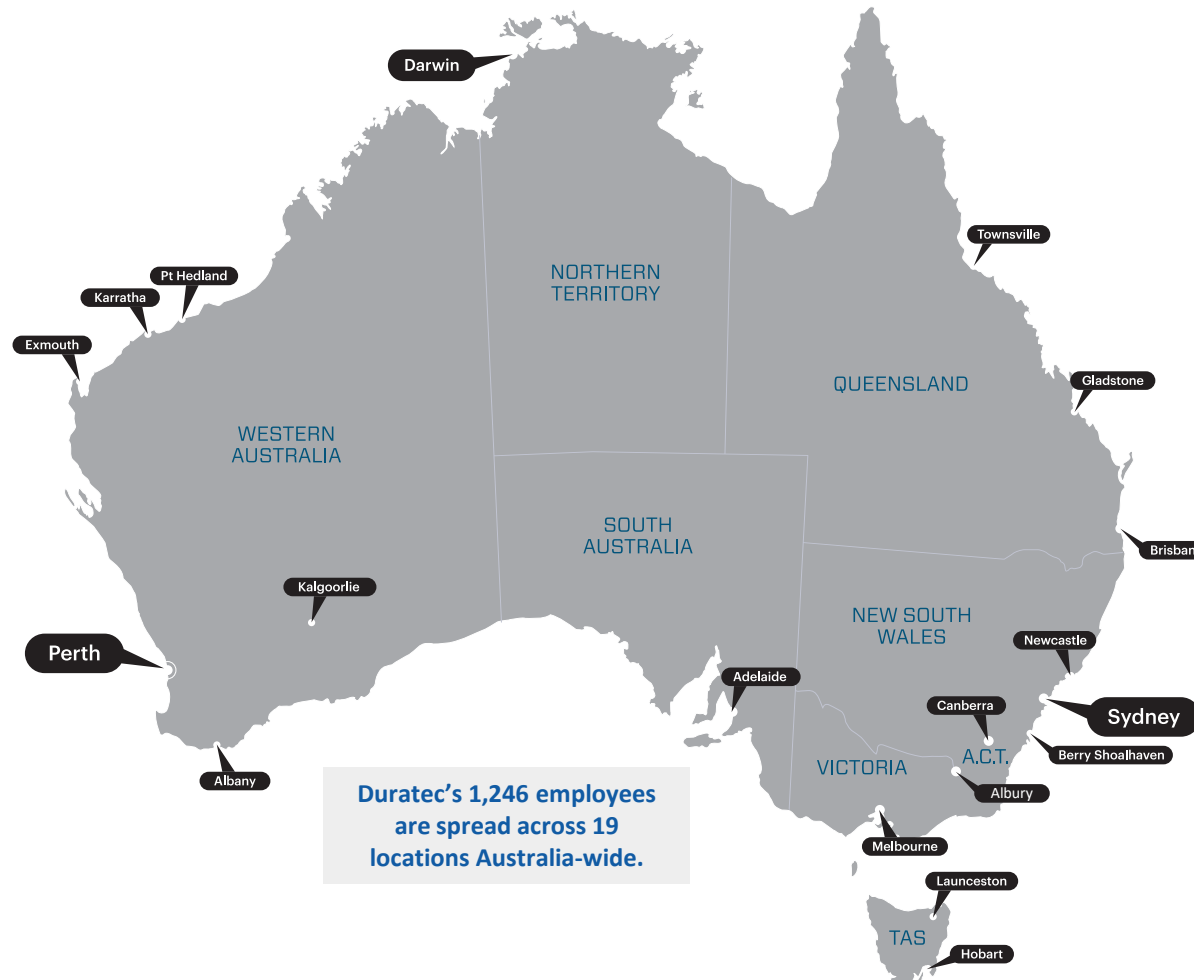 Darwin
Townsville
NORTHERN
TERRITORY
Pt Hedland
Karratha
Exmouth
Gladstone
QUEENSLAND
WESTERN
AUSTRALIA
SOUTH
AUSTRALIA
Brisban
Kalgoorlie
NEW SOUTH
WALES
Newcastle
Perth
Adelaide
Canberra
Sydney
A.C.T.
Berry Shoalhaven
VICTORIA
Albany
Albury
Duratec’s 1,246 employees
are spread across 19
locations Australia-wide.
Melbourne
Launceston
TAS
Hobart